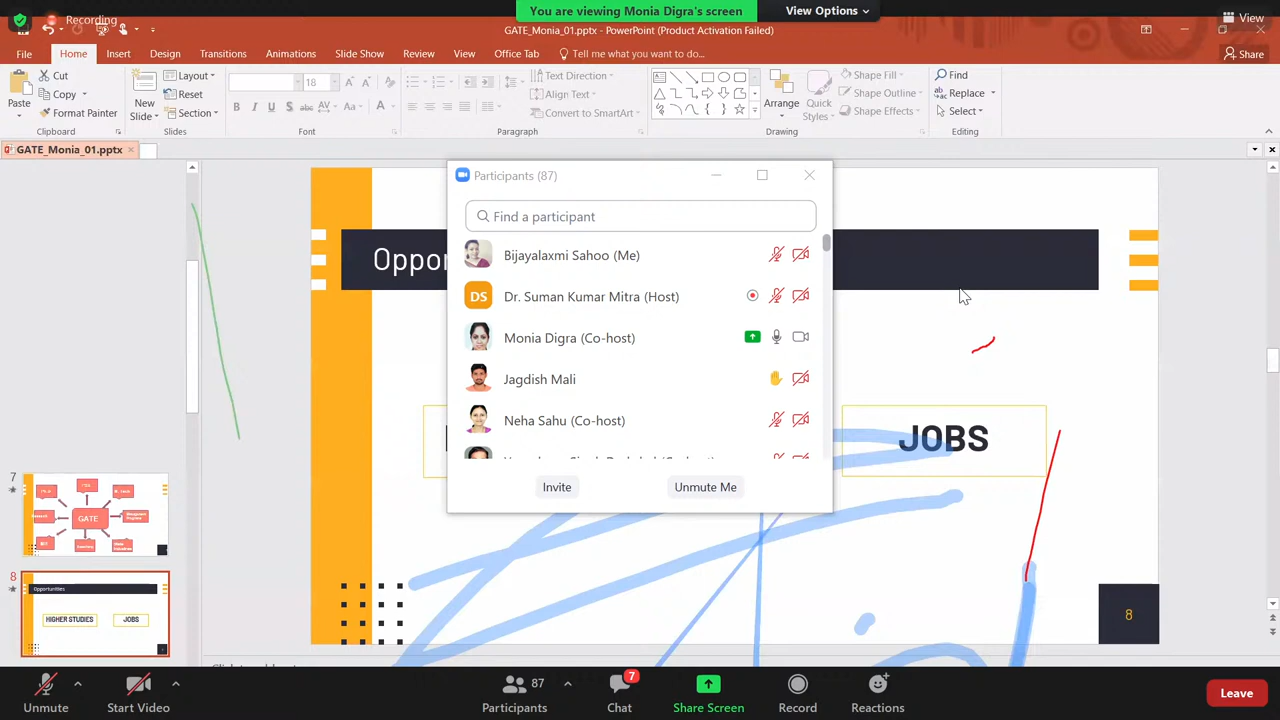 Recording
You are viewing Monia Digra's screen
View Options
View
GATE_Monia_01.pptx - PowerPoint (Product Activation Failed)
File
Home
Insert
Design
Transitions
Animations
Slide Show
Review
View
Office Tab
Tell me what you want to do...
Share
Paste
Cut
Copy
Format Painter
Clipboard
New
Slide
Layout
Reset
Section
Slides
18
Font
Text Direction
Align Text
Convert to SmartArt
Paragraph
Arrange
Quick
Styles
Shape Fill
Shape Outline
Shape Effects
Drawing
Find
Replace
Select
Editing
GATE_Monia_01.pptx
Participants (87)
Find a participant
Bijayalaxmi Sahoo (Me)
DS
Dr. Suman Kumar Mitra (Host)
Monia Digra (Co-host)
Jagdish Mali
Neha Sahu (Co-host)
Invite
Unmute Me
Oppor
JOBS
8
7
GATE
8
Opportunities
HIGHER STUDIES
JOBS
Unmute
Start Video
87
Participants
7
Chat
Share Screen
Record
Reactions
Leave